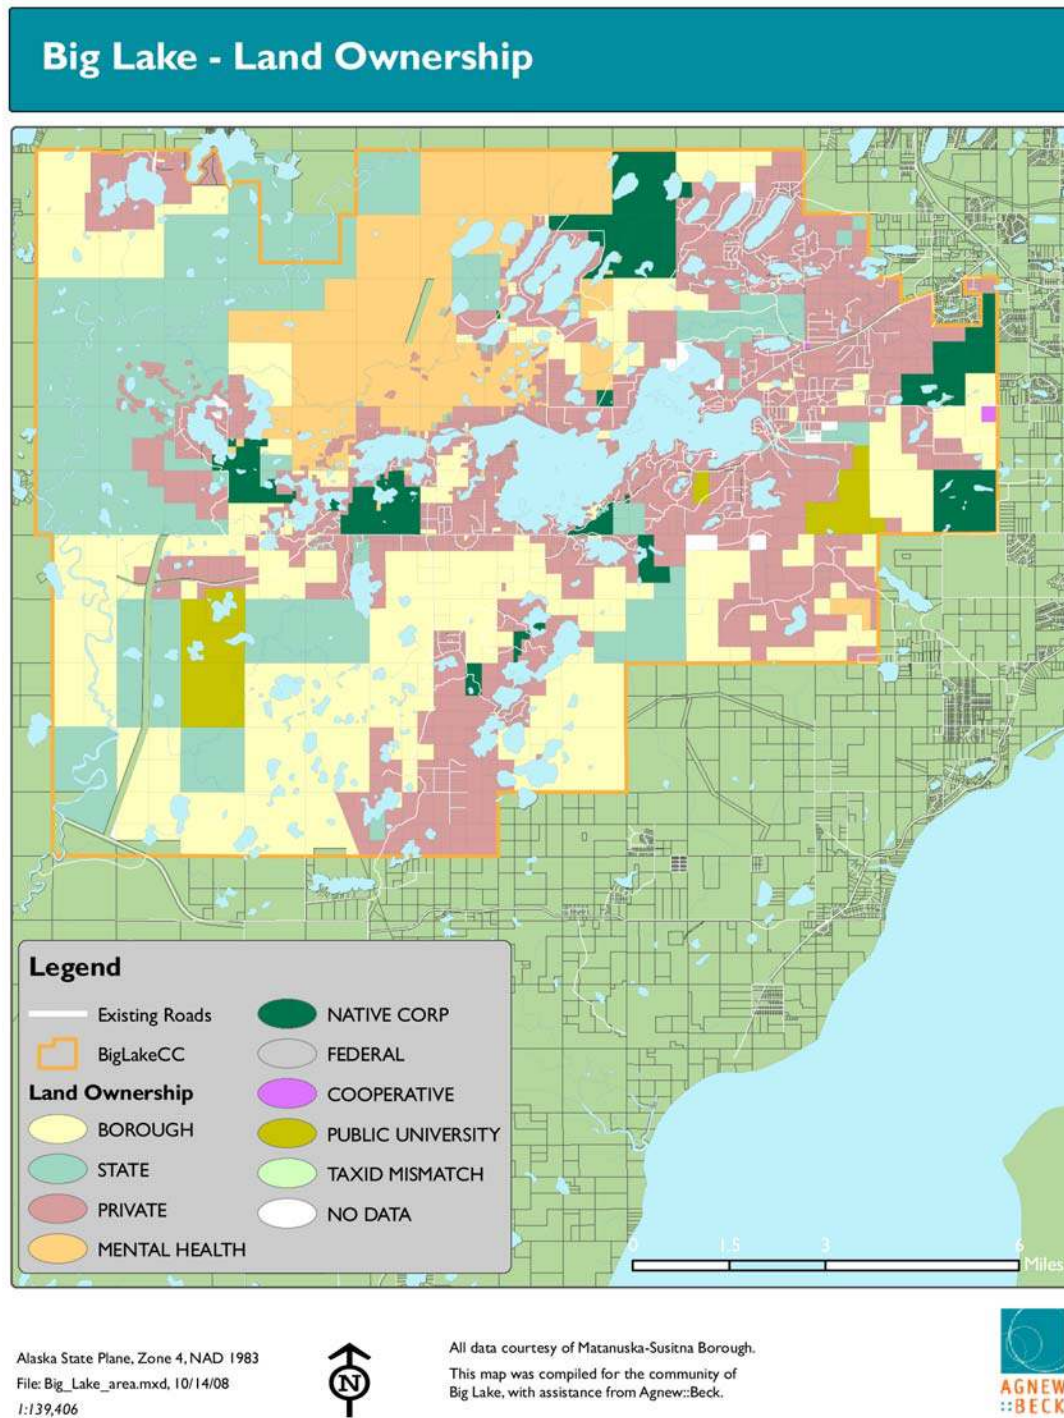 Big Lake - Land Ownership
Legend
Existing Roads
BigLakeCC
Land Ownership
BOROUGH
STATE
PRIVATE
MENTAL HEALTH
NATIVE CORP
FEDERAL
COOPERATIVE
PUBLIC UNIVERSITY
TAXID MISMATCH
NO DATA
0 1.5 3 6
Miles
Alaska State Plane, Zone 4, NAD 1983
File: Big_Lake_area.mxd, 10/14/08
1:139,406
N
All data courtesy of Matanuska-Susitna Borough.
This map was compiled for the community of
Big Lake, with assistance from Agnew::Beck.
AGNEW
::BECK